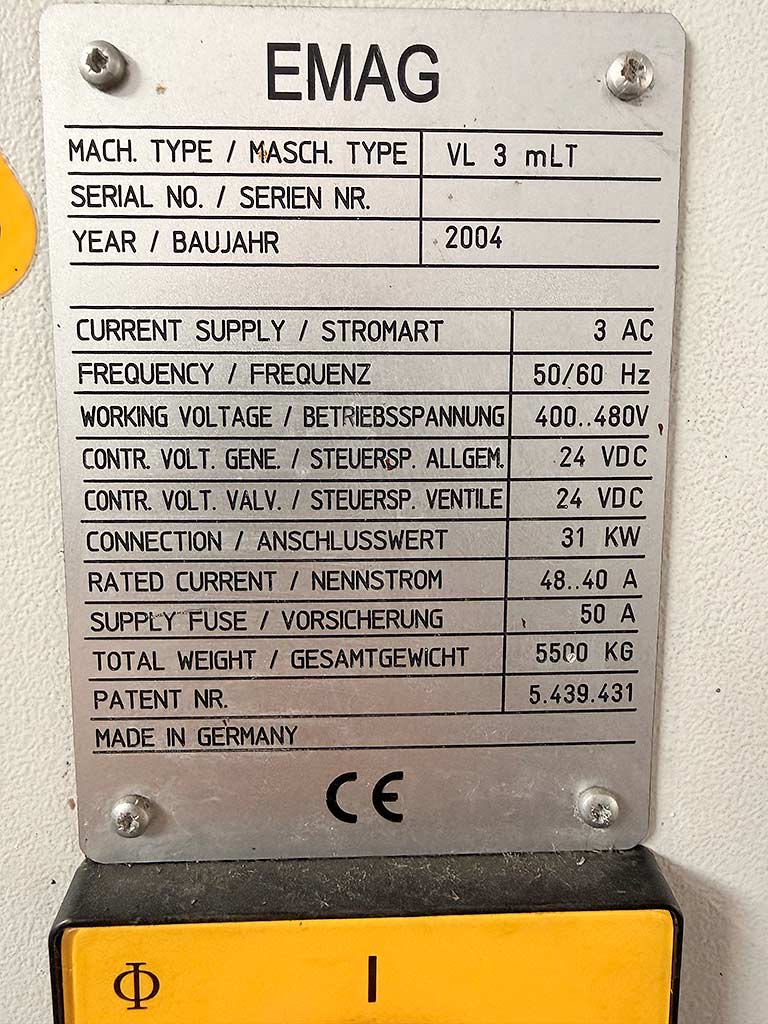 EMAG
MACH. TYPE / MASCH. TYPE VL 3 mLT
SERIAL NO. / SERIEN NR.
YEAR / BAUJAHR 2004
CURRENT SUPPLY / STROMART 3 AC
FREQUENCY / FREQUENZ 50/60 Hz
WORKING VOLTAGE / BETRIEBSSPANNUNG 400..480V
CONTR. VOLT. GENE. / STEUERSP. ALLGEM. 24 VDC
CONTR. VOLT. VALV. / STEUERSP. VENTILE 24 VDC
CONNECTION / ANSCHLUSSWERT 31 KW
RATED CURRENT / NENNSTROM 48..40 A
SUPPLY FUSE / VORSICHERUNG 50 A
TOTAL WEIGHT / GESAMTGEWICHT 5500 KG
PATENT NR. 5.439.431
MADE IN GERMANY
CE
Φ I